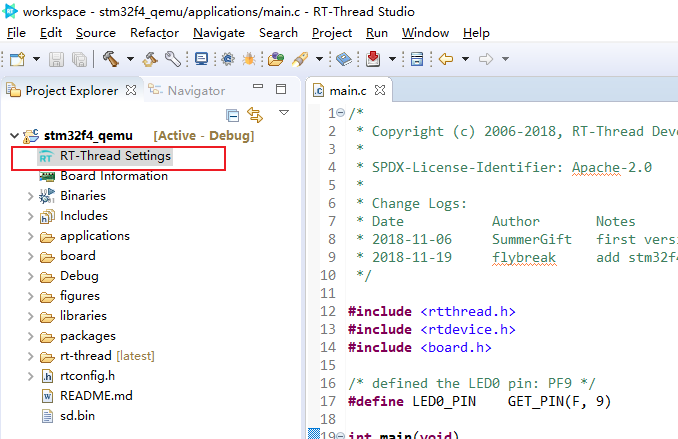 workspace - stm32f4_qemu/applications/main.c - RT-Thread Studio
File Edit Source Refactor Navigate Search Project Run Window Help
Project Explorer Navigator
main.c
stm32f4_qemu [Active - Debug]
RT RT-Thread Settings
Board Information
Binaries
Includes
applications
board
Debug
figures
libraries
packages
rt-thread [latest]
rtconfig.h
README.md
sd.bin
1 /*
2 * Copyright (c) 2006-2018, RT-Thread Deve
3 *
4 * SPDX-License-Identifier: Apache-2.0
5 *
6 * Change Logs:
7 * Date Author Notes
8 * 2018-11-06 SummerGift first versi
9 * 2018-11-19 flybreak add stm32f4
10 */
11
12 #include <rtthread.h>
13 #include <rtdevice.h>
14 #include <board.h>
15
16 /* defined the LED0 pin: PF9 */
17 #define LED0_PIN GET_PIN(F, 9)
18
19 int main(void)